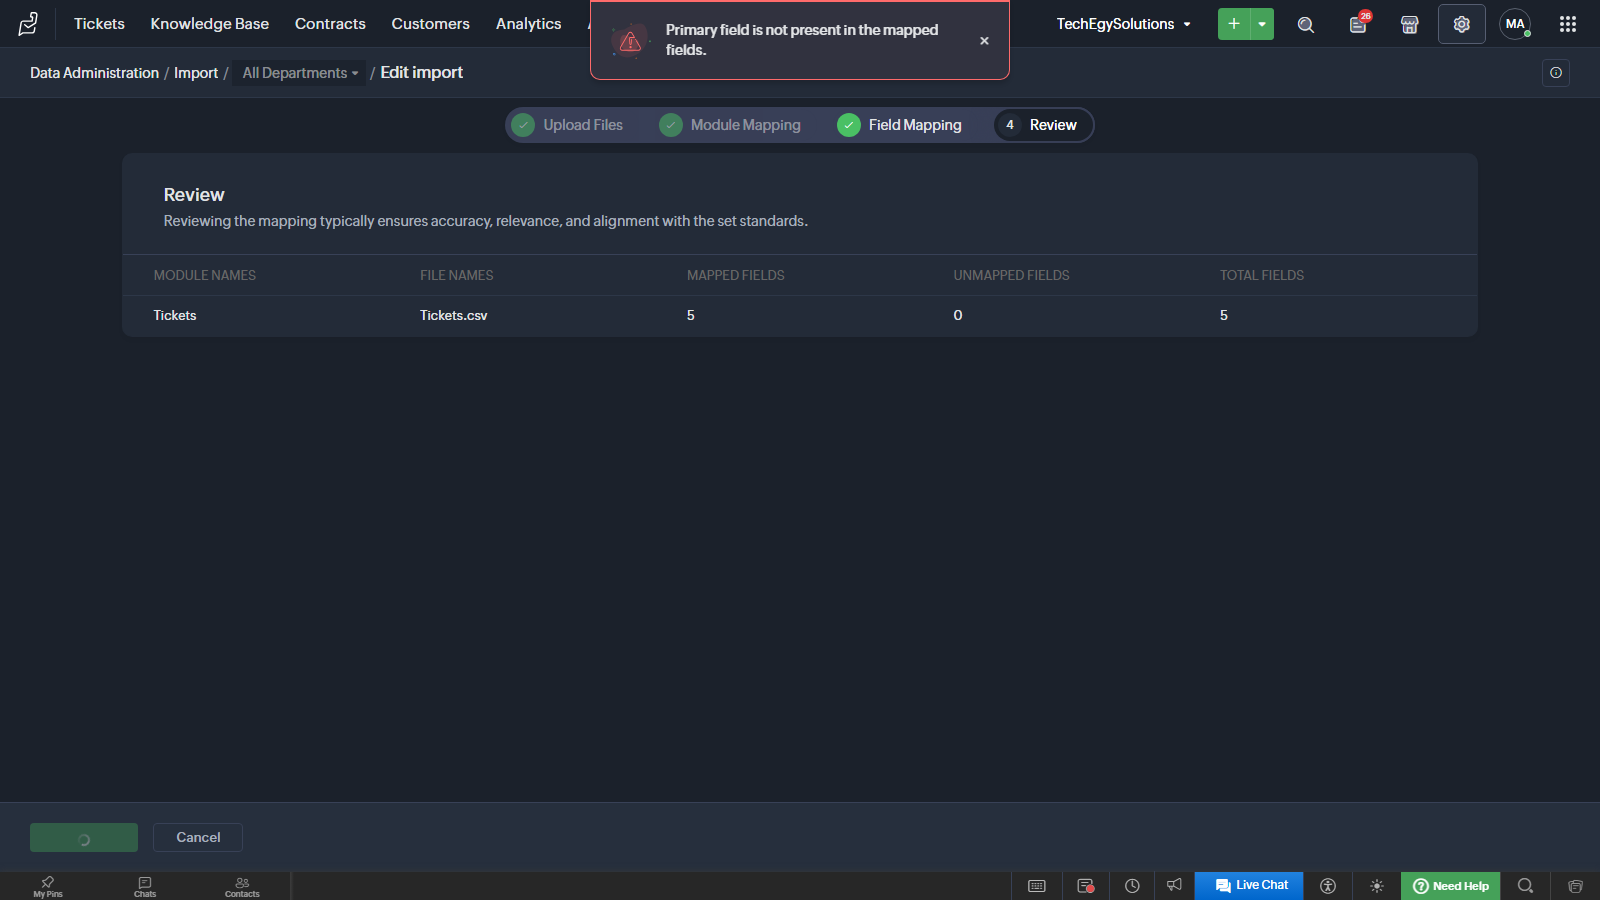 Tickets
Knowledge Base
Contracts
Customers
Analytics
Primary field is not present in the mapped
fields.
TechEgySolutions
26
MA
Data Administration / Import / All Departments / Edit import
Upload Files
Module Mapping
Field Mapping
4 Review
Review
Reviewing the mapping typically ensures accuracy, relevance, and alignment with the set standards.
MODULE NAMES FILE NAMES MAPPED FIELDS UNMAPPED FIELDS TOTAL FIELDS
Tickets Tickets.csv 5 0 5
Cancel
My Pins
Chats
Contacts
Live Chat
Need Help